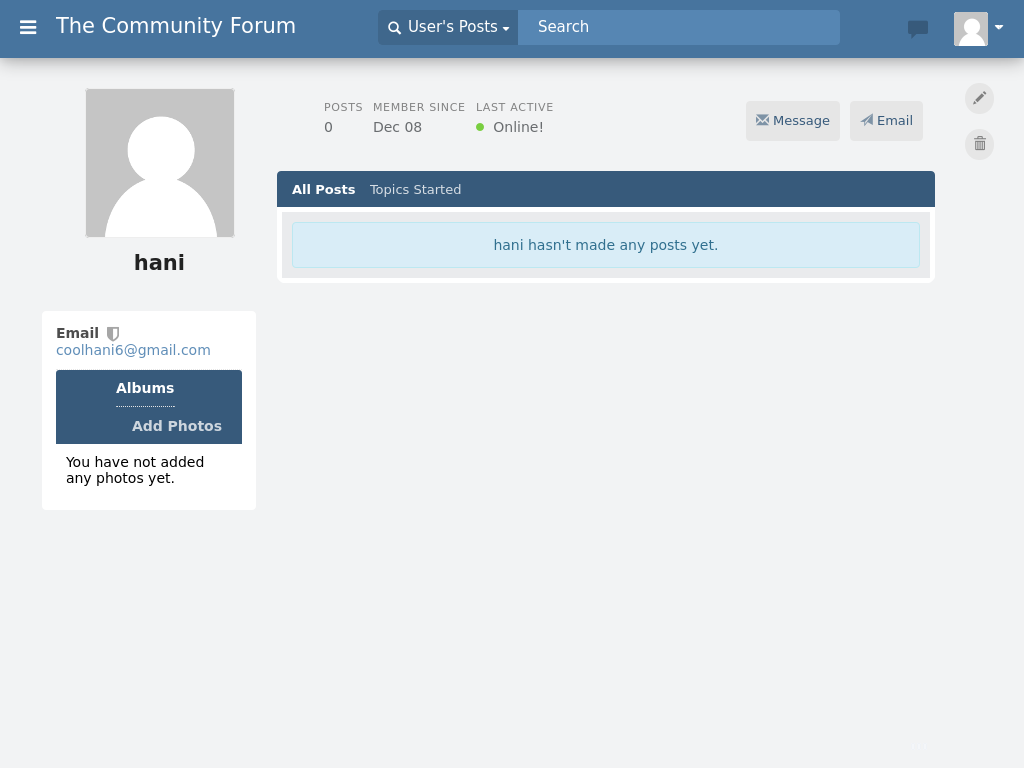 The Community Forum
User's Posts
Search
POSTS MEMBER SINCE LAST ACTIVE
0 Dec 08 Online!
Message
Email
All Posts Topics Started
hani hasn't made any posts yet.
hani
Email
coolhani6@gmail.com
Albums
Add Photos
You have not added
any photos yet.